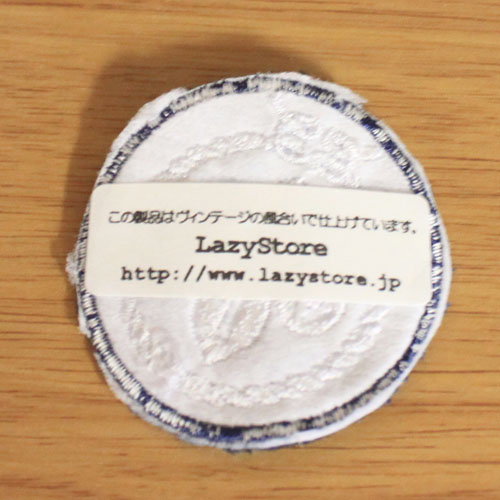 この製品はヴィンテージの風合いで仕上げています。
LazyStore
http://www.lazystore.jp